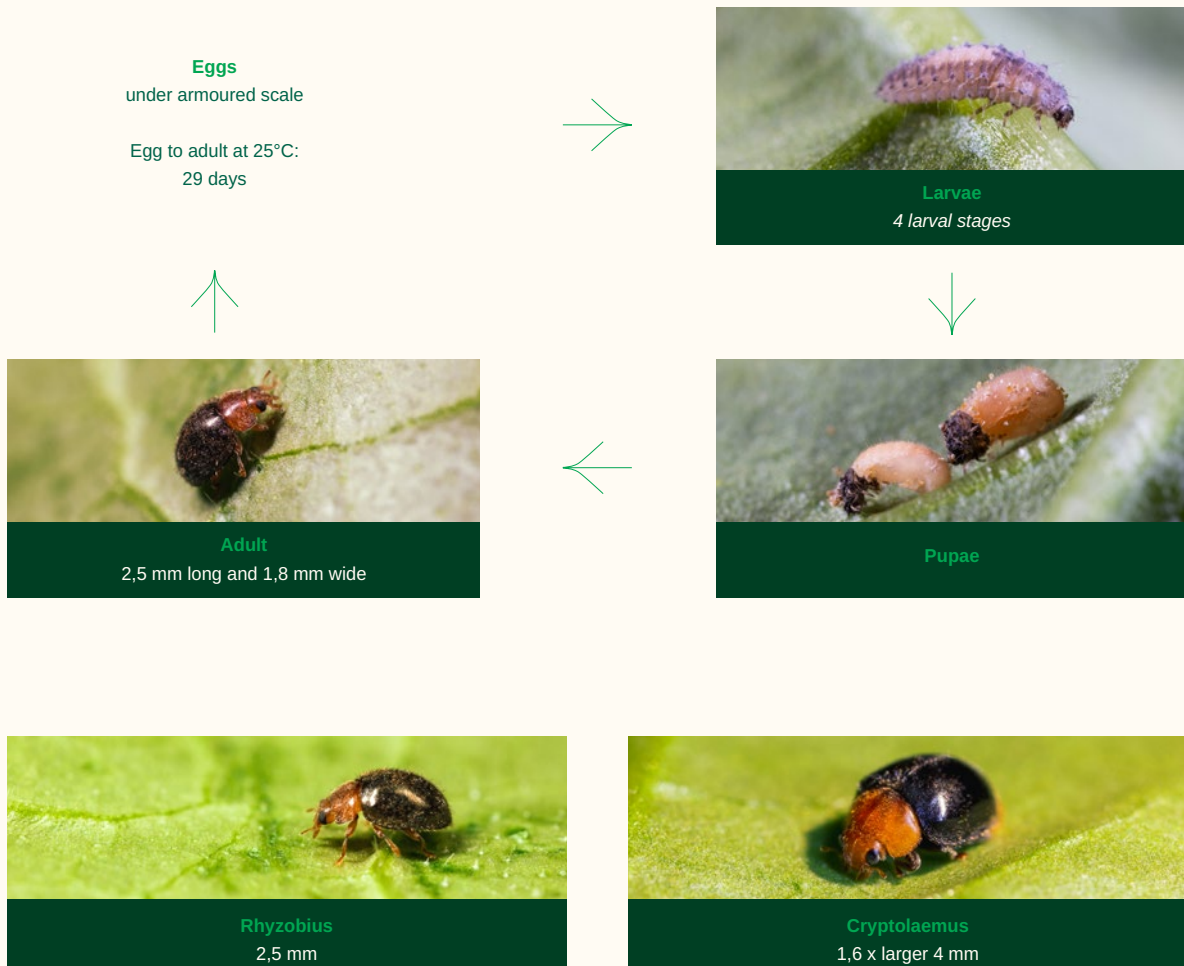 Eggs
under armoured scale
Egg to adult at 25°C:
29 days
Larvae
4 larval stages
Adult
2,5 mm long and 1,8 mm wide
Pupae
Rhyzobius
2,5 mm
Cryptolaemus
1,6 x larger 4 mm